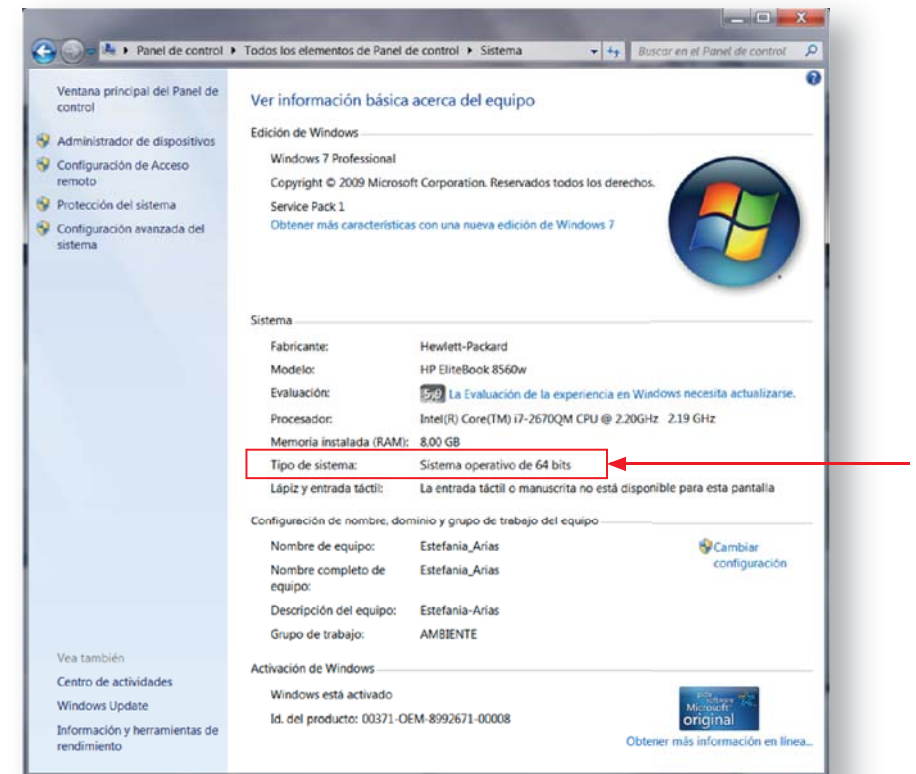 Panel de control ▸ Todos los elementos de Panel de control ▸ Sistema
Buscar en el Panel de control
Ventana principal del Panel de
control
Administrador de dispositivos
Configuración de Acceso
remoto
Protección del sistema
Configuración avanzada del
sistema
Vea también
Centro de actividades
Windows Update
Información y herramientas de
rendimiento
Ver información básica acerca del equipo
Edición de Windows
Windows 7 Professional
Copyright © 2009 Microsoft Corporation. Reservados todos los derechos.
Service Pack 1
Obtener más características con una nueva edición de Windows 7
Sistema
Fabricante: Hewlett-Packard
Modelo: HP EliteBook 8560w
Evaluación: 5,9 La Evaluación de la experiencia en Windows necesita actualizarse.
Procesador: Intel(R) Core(TM) i7-2670QM CPU @ 2.20GHz 2.19 GHz
Memoria instalada (RAM): 8,00 GB
Tipo de sistema: Sistema operativo de 64 bits
Lápiz y entrada táctil: La entrada táctil o manuscrita no está disponible para esta pantalla
Configuración de nombre, dominio y grupo de trabajo del equipo
Nombre de equipo: Estefania_Arias
Cambiar
configuración
Nombre completo de
equipo: Estefania_Arias
Descripción del equipo: Estefania-Arias
Grupo de trabajo: AMBIENTE
Activación de Windows
Windows está activado
Id. del producto: 00371-OEM-8992671-00008
pida
software
Microsoft
original
Obtener más información en línea...